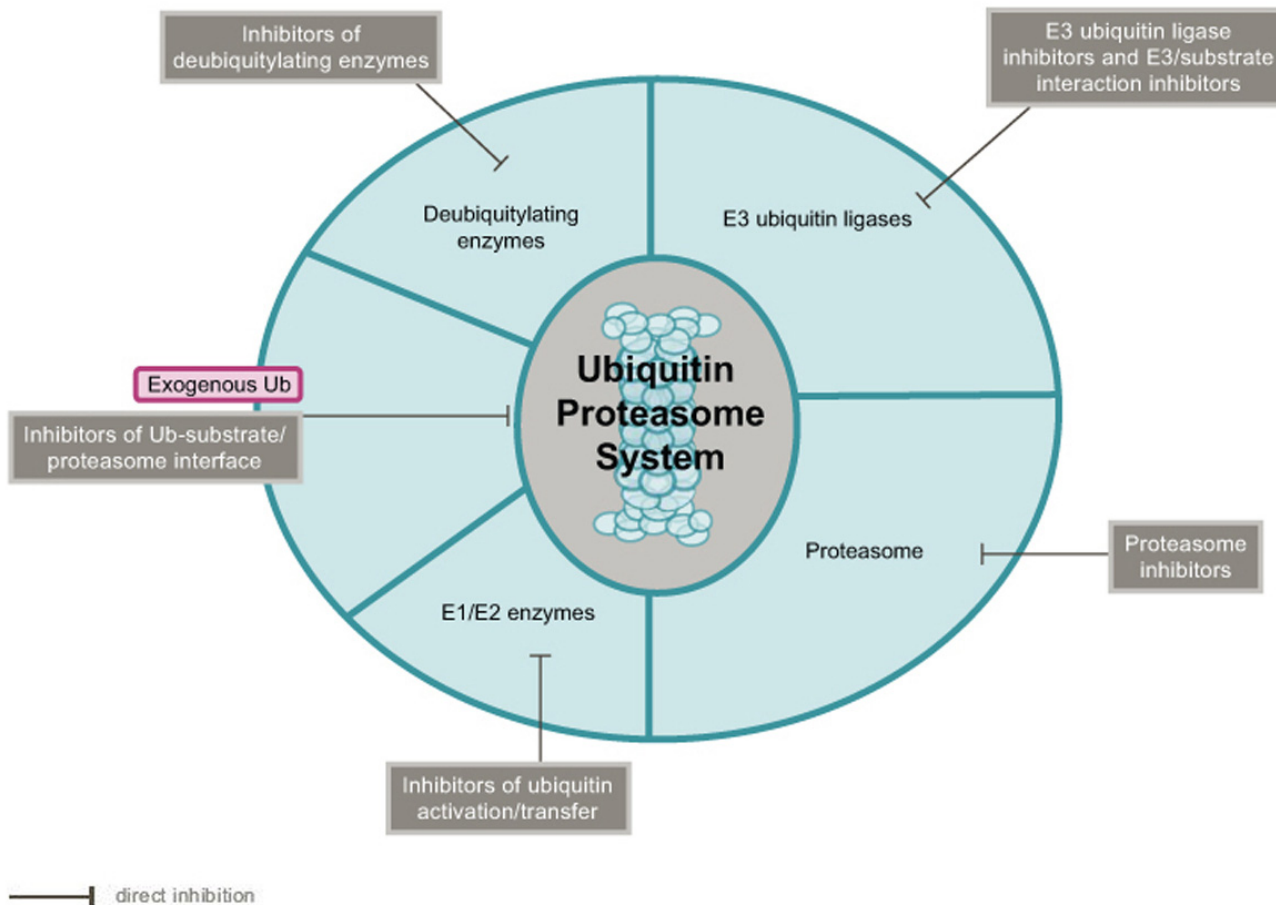 Inhibitors of
deubiquitylating enzymes
E3 ubiquitin ligase
inhibitors and E3/substrate
interaction inhibitors
Deubiquitylating
enzymes
E3 ubiquitin ligases
Exogenous Ub
Inhibitors of Ub-substrate/
proteasome interface
Ubiquitin
Proteasome
System
Proteasome
Proteasome
inhibitors
E1/E2 enzymes
Inhibitors of ubiquitin
activation/transfer
direct inhibition